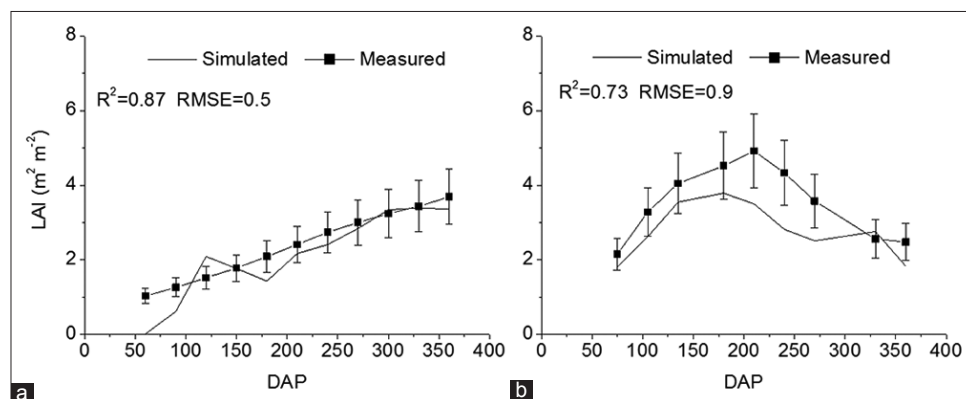 Simulated Measured
R²=0.87 RMSE=0.5
LAI (m² m⁻²)
8
6
4
2
0
0 50 100 150 200 250 300 350 400
DAP
a
Simulated Measured
R²=0.73 RMSE=0.9
8
6
4
2
0
0 50 100 150 200 250 300 350 400
DAP
b